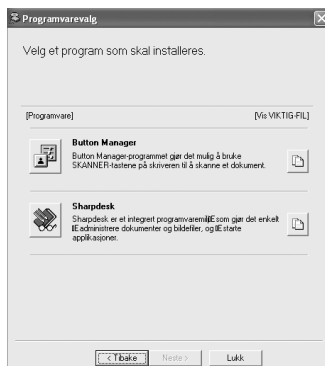 Programvarevalg
Velg et program som skal installeres.
[Programvare] [Vis VIKTIG-FIL]
Button Manager
Button Manager-programmet gjør det mulig å bruke
SKANNER-tastene på skriveren til å skanne et dokument.
Sharpdesk
Sharpdesk er et integrert programvaremiljE som gjør det enkelt
E administrere dokumenter og bildefiler, og E starte
applikasjoner.
< Tibake Neste > Lukk